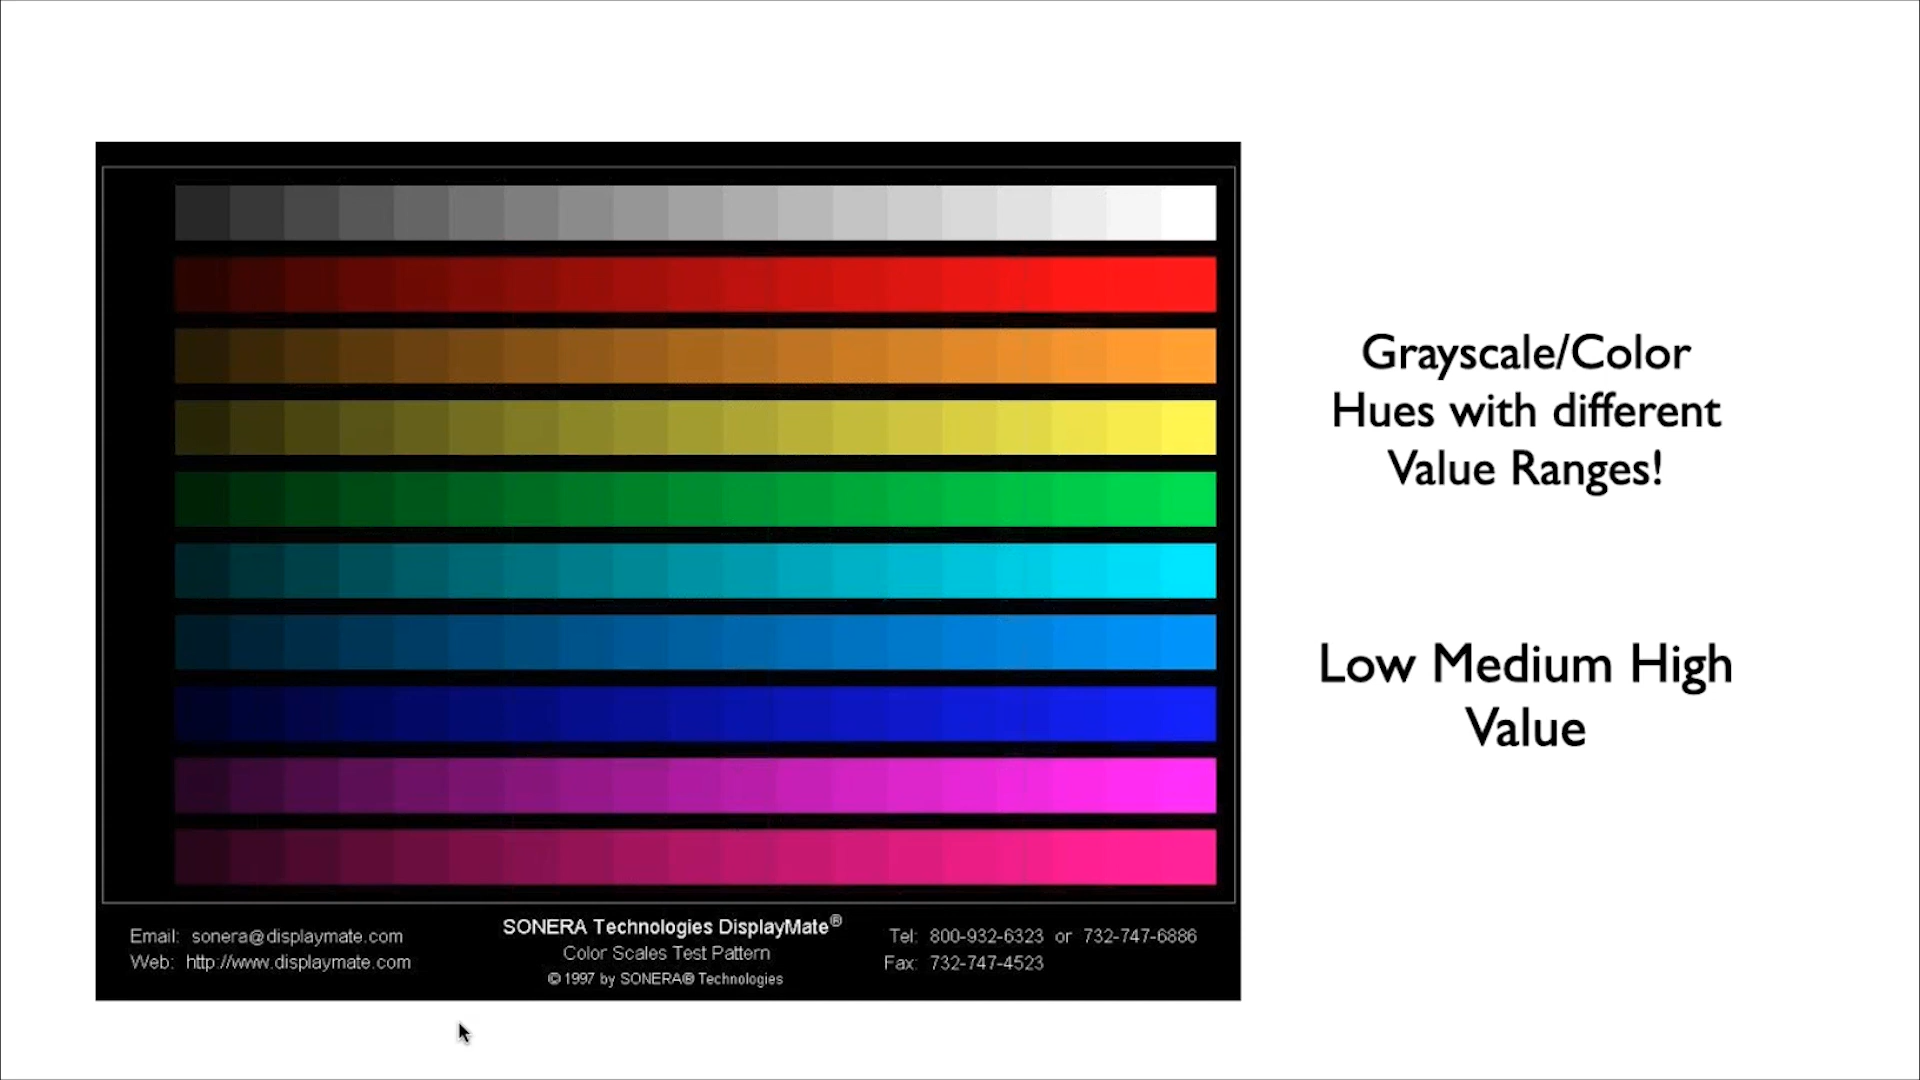 Grayscale/Color
Hues with different
Value Ranges!
Low Medium High
Value
Email: sonera@displaymate.com
Web: http://www.displaymate.com
SONERA Technologies DisplayMate®
Color Scales Test Pattern
© 1997 by SONERA® Technologies
Tel: 800-932-6323 or 732-747-6886
Fax: 732-747-4523